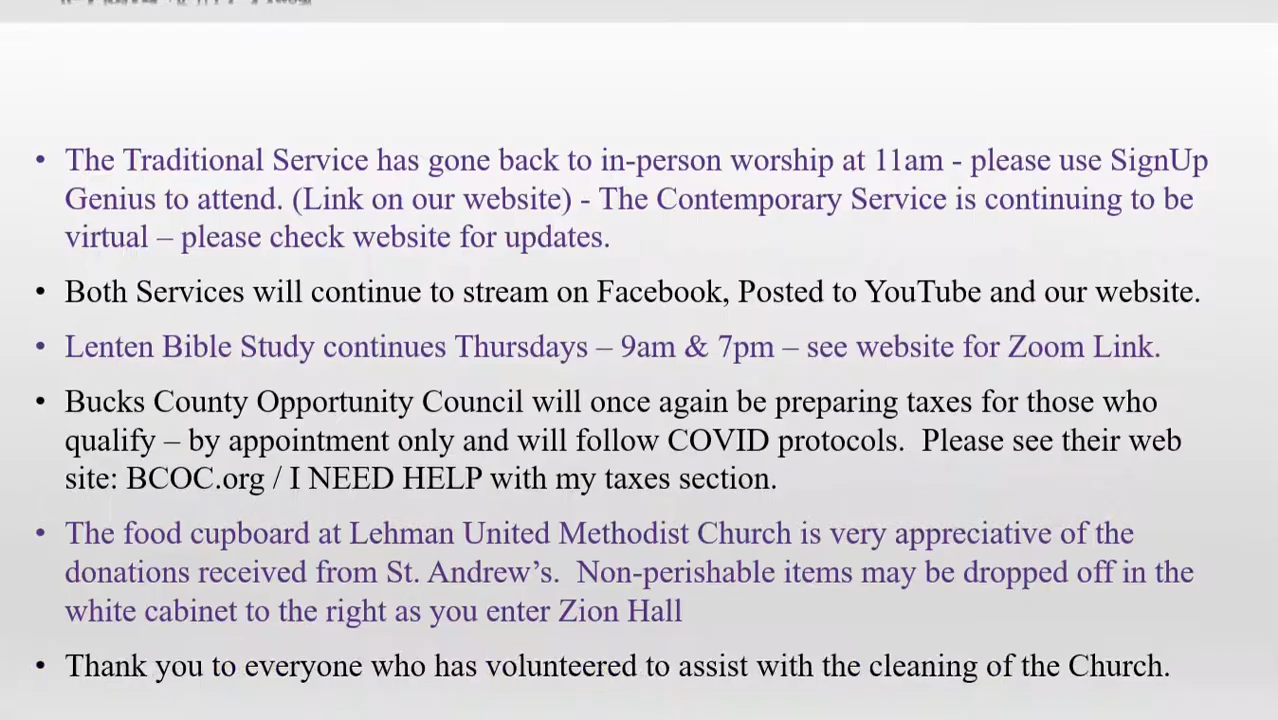 • The Traditional Service has gone back to in-person worship at 11am - please use SignUp
Genius to attend. (Link on our website) - The Contemporary Service is continuing to be
virtual – please check website for updates.
• Both Services will continue to stream on Facebook, Posted to YouTube and our website.
• Lenten Bible Study continues Thursdays – 9am & 7pm – see website for Zoom Link.
• Bucks County Opportunity Council will once again be preparing taxes for those who
qualify – by appointment only and will follow COVID protocols.  Please see their web
site: BCOC.org / I NEED HELP with my taxes section.
• The food cupboard at Lehman United Methodist Church is very appreciative of the
donations received from St. Andrew’s.  Non-perishable items may be dropped off in the
white cabinet to the right as you enter Zion Hall
• Thank you to everyone who has volunteered to assist with the cleaning of the Church.